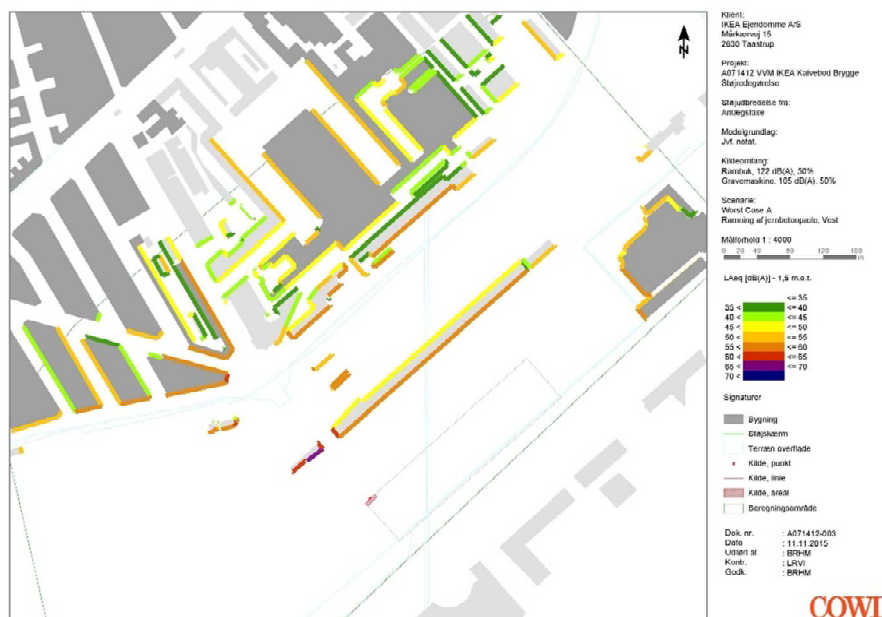 N
Klient:
IKEA Ejendomme A/S
Mårkærvej 15
2630 Taastrup
Projekt:
A071412 VVM IKEA Kalvebod Brygge
Støjredegørelse
Støjudbredelse fra:
Anlægsfase
Modelgrundlag:
Jvf. notat.
Kildeomfang:
Rambuk, 122 dB(A), 50%
Gravemaskine, 105 dB(A), 50%
Scenarie:
Worst Case A
Ramning af jernbetonpæle, Vest
Målforhold 1 : 4000
0 20 40 80 120 160
m
LAeq [dB(A)] - 1,5 m.o.t.
<= 35
35 < <= 40
40 < <= 45
45 < <= 50
50 < <= 55
55 < <= 60
60 < <= 65
65 < <= 70
70 <
Signaturer
Bygning
Støjskærm
Terræn overflade
Kilde, punkt
Kilde, linie
Kilde, areal
Beregningsområde
Dok. nr. : A071412-003
Dato : 11.11.2015
Udført af : BRHM
Kontr. : LRVI
Godk. : BRHM
COWI